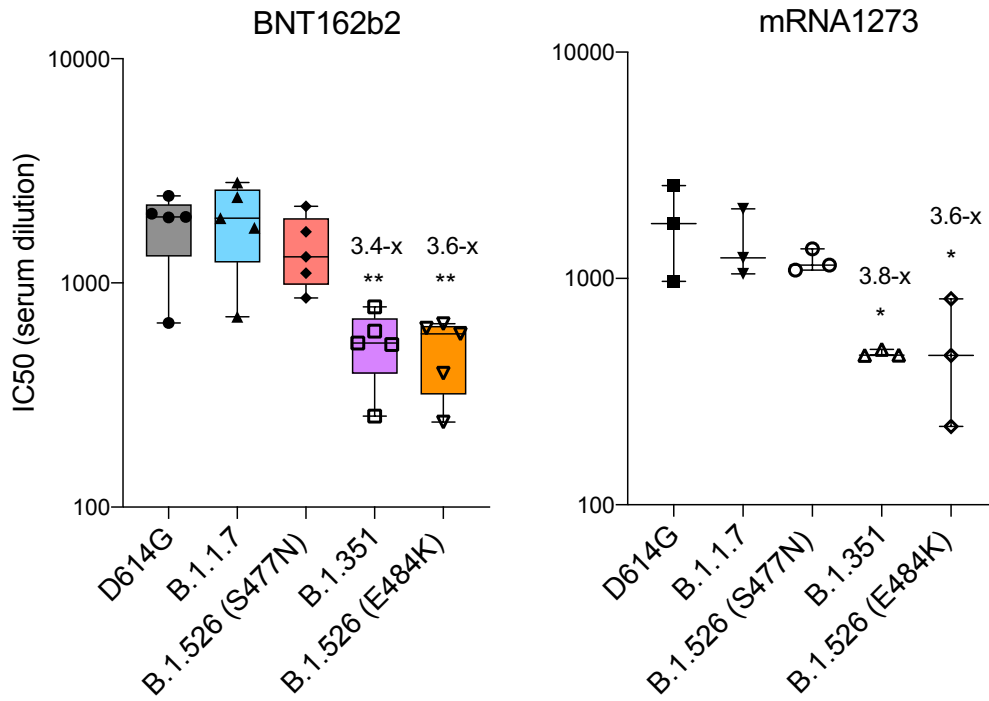 BNT162b2
IC50 (serum dilution)
10000
1000
100
3.4-x
**
3.6-x
**
D614G
B.1.1.7
B.1.526 (S477N)
B.1.351
B.1.526 (E484K)
mRNA1273
10000
1000
100
3.8-x
*
3.6-x
*
D614G
B.1.1.7
B.1.526 (S477N)
B.1.351
B.1.526 (E484K)